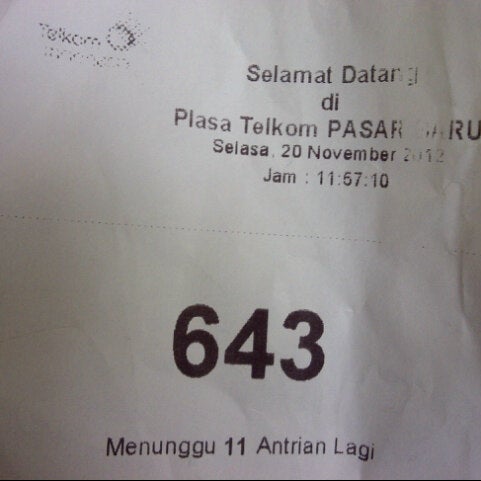 Telkom
Indonesia
Selamat Datang
di
Plasa Telkom PASAR BARU
Selasa, 20 November 2012
Jam : 11:57:10
643
Menunggu 11 Antrian Lagi